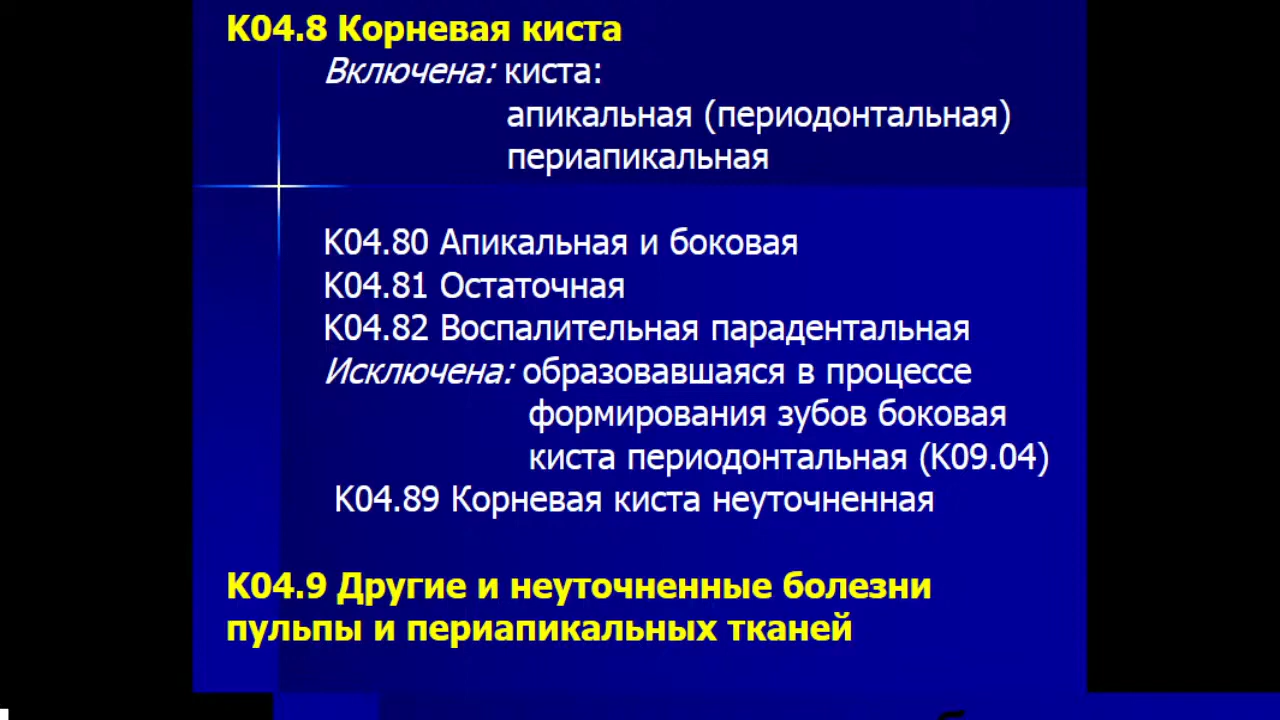 K04.8 Корневая киста
Включена: киста:
апикальная (периодонтальная)
периапикальная
K04.80 Апикальная и боковая
K04.81 Остаточная
K04.82 Воспалительная парадентальная
Исключена: образовавшаяся в процессе
формирования зубов боковая
киста периодонтальная (K09.04)
K04.89 Корневая киста неуточненная
K04.9 Другие и неуточненные болезни
пульпы и периапикальных тканей